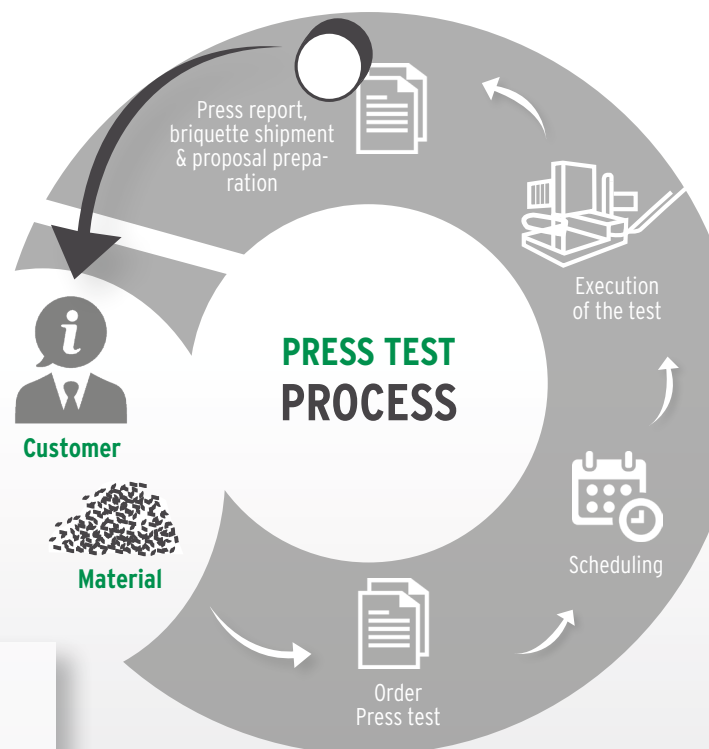 Press report,
briquette shipment
& proposal prepa-
ration
Execution
of the test
PRESS TEST
PROCESS
i
Customer
Material
Scheduling
Order
Press test